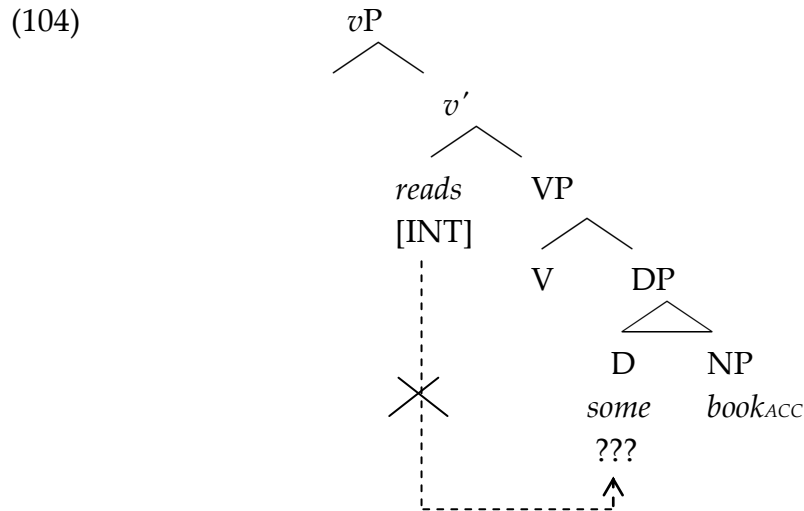 (104) vP
v'
reads VP
[INT]
V DP
D NP
some bookACC
???